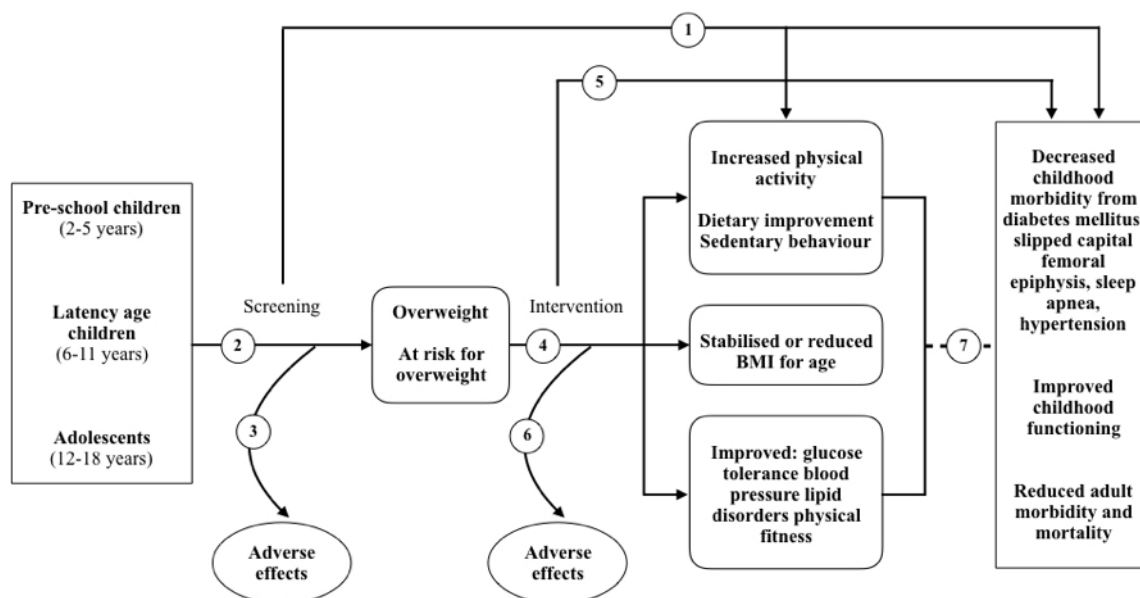 1
5
Pre-school children
(2-5 years)
Latency age
children
(6-11 years)
Adolescents
(12-18 years)
Screening
2
3
Adverse
effects
Overweight
At risk for
overweight
Intervention
4
6
Adverse
effects
Increased physical
activity
Dietary improvement
Sedentary behaviour
Stabilised or reduced
BMI for age
Improved: glucose
tolerance blood
pressure lipid
disorders physical
fitness
7
Decreased
childhood
morbidity from
diabetes mellitus,
slipped capital
femoral
epiphysis, sleep
apnea,
hypertension
Improved
childhood
functioning
Reduced adult
morbidity and
mortality